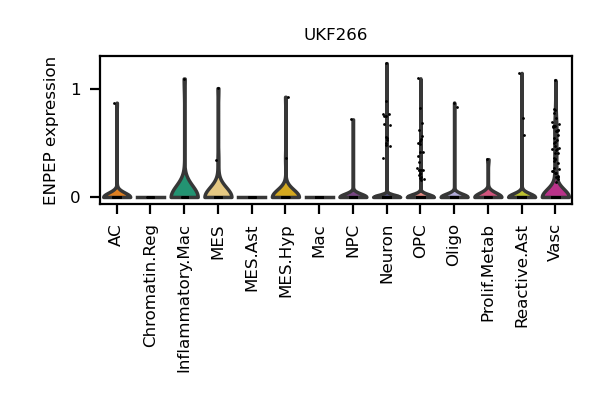 UKF266
ENPEP expression
1
0
AC
Chromatin.Reg
Inflammatory.Mac
MES
MES.Ast
MES.Hyp
Mac
NPC
Neuron
OPC
Oligo
Prolif.Metab
Reactive.Ast
Vasc